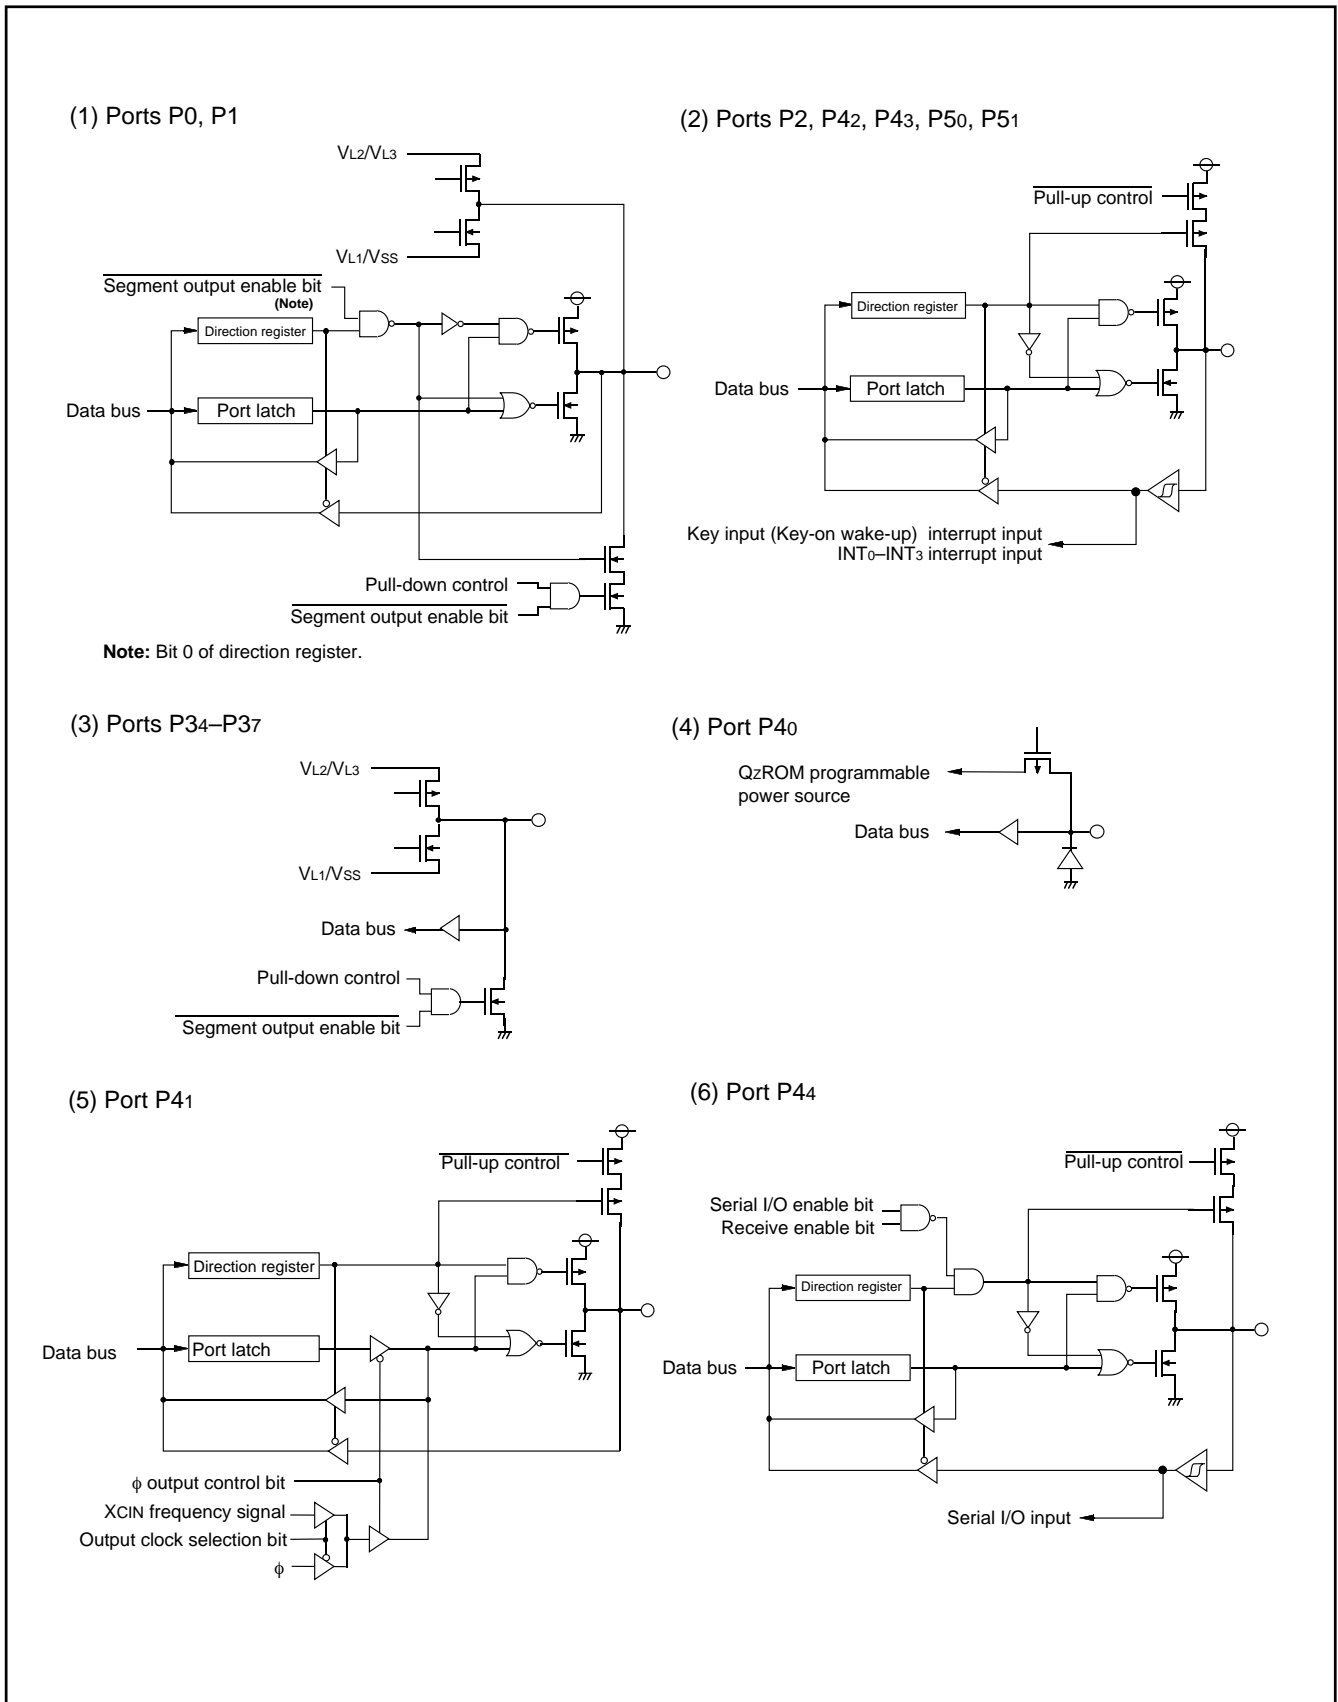 (1) Ports P0, P1
VL2/VL3
VL1/VSS
Segment output enable bit
(Note)
Direction register
Data bus
Port latch
Pull-down control
Segment output enable bit
Note: Bit 0 of direction register.
(2) Ports P2, P42, P43, P50, P51
Pull-up control
Direction register
Data bus
Port latch
Key input (Key-on wake-up) interrupt input
INT0–INT3 interrupt input
(3) Ports P34–P37
VL2/VL3
VL1/VSS
Data bus
Pull-down control
Segment output enable bit
(4) Port P40
QzROM programmable
power source
Data bus
(5) Port P41
Pull-up control
Direction register
Data bus
Port latch
ϕ output control bit
XCIN frequency signal
Output clock selection bit
ϕ
(6) Port P44
Pull-up control
Serial I/O enable bit
Receive enable bit
Direction register
Data bus
Port latch
Serial I/O input